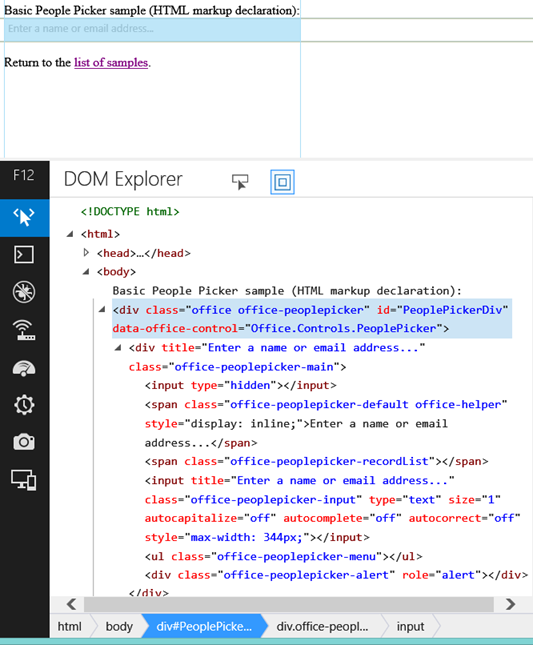 Basic People Picker sample (HTML markup declaration):
Enter a name or email address...
Return to the list of samples.
F12
DOM Explorer
<!DOCTYPE html>
<html>
<head>...</head>
<body>
Basic People Picker sample (HTML markup declaration):
<div class="office office-peoplepicker" id="PeoplePickerDiv"
data-office-control="Office.Controls.PeoplePicker">
<div title="Enter a name or email address..."
class="office-peoplepicker-main">
<input type="hidden"></input>
<span class="office-peoplepicker-default office-helper"
style="display: inline;">Enter a name or email
address...</span>
<span class="office-peoplepicker-recordList"></span>
<input title="Enter a name or email address..."
class="office-peoplepicker-input" type="text" size="1"
autocapitalize="off" autocomplete="off" autocorrect="off"
style="max-width: 344px;"></input>
<ul class="office-peoplepicker-menu"></ul>
<div class="office-peoplepicker-alert" role="alert"></div>
</div>
html body div#PeoplePicke... div.office-peopl... input